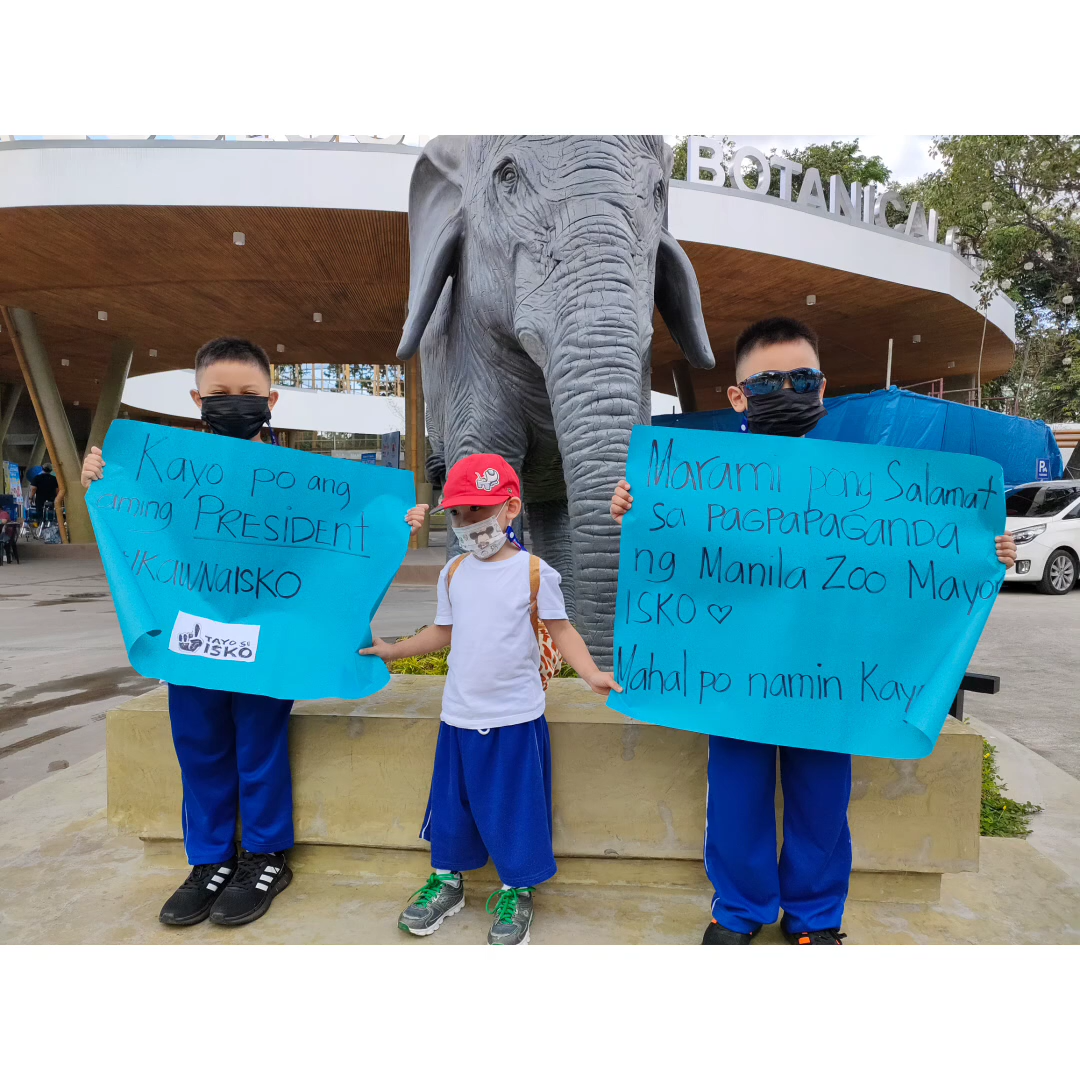 BOTANICAL
Kayo po ang
aming PRESIDENT
#IKAWNAISKO
TAYO SI
ISKO
Marami pong Salamat
sa PAGPAPAGANDA
ng Manila Zoo Mayor
ISKO ♡
Mahal po namin Kayo
P